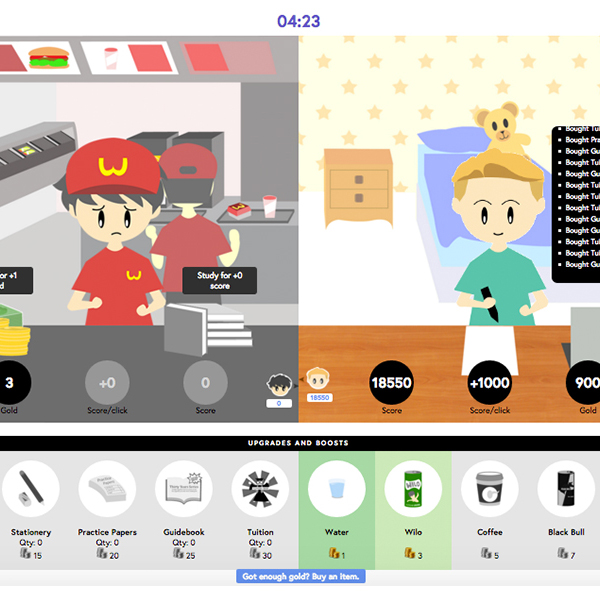 04:23
Bought Tui
Bought Pra
Bought Gu
Bought Tui
Bought Gu
Bought Tui
Bought Tui
Bought Tui
Bought Gu
Bought Gu
Bought Tui
Bought Tui
Bought Gu
or +1
d
Study for +0
score
3
Gold
+0
Score/click
0
Score
0
18550
18550
Score
+1000
Score/click
900
Gold
UPGRADES AND BOOSTS
WILO
Stationery
Qty: 0
15
Practice Papers
Qty: 0
20
Guidebook
Qty: 0
25
Tuition
Qty: 0
30
Water
1
Wilo
3
Coffee
5
Black Bull
7
Got enough gold? Buy an item.